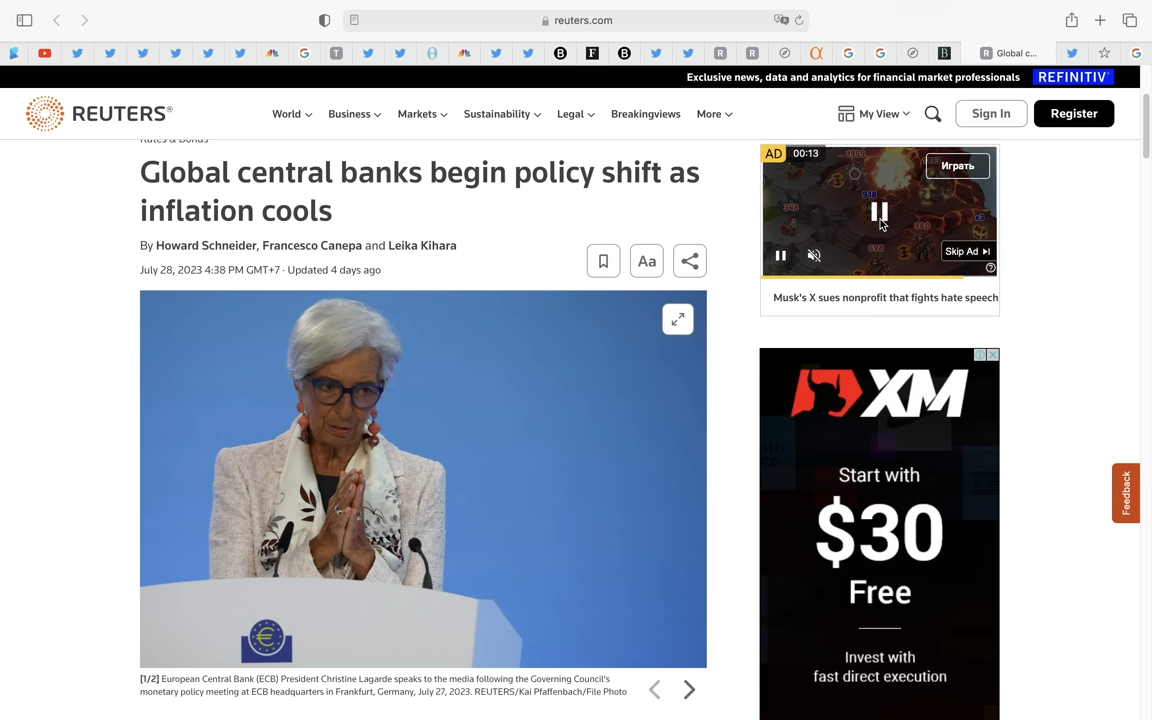 reuters.com
Global c...
Exclusive news, data and analytics for financial market professionals REFINITIV
REUTERS®
World Business Markets Sustainability Legal Breakingviews More
My View Sign In Register
Rates & Bonds
Global central banks begin policy shift as
inflation cools
By Howard Schneider, Francesco Canepa and Leika Kihara
July 28, 2023 4:38 PM GMT+7 · Updated 4 days ago
Aa
[1/2] European Central Bank (ECB) President Christine Lagarde speaks to the media following the Governing Council's
monetary policy meeting at ECB headquarters in Frankfurt, Germany, July 27, 2023. REUTERS/Kai Pfaffenbach/File Photo
AD 00:13
Играть
Skip Ad
Musk's X sues nonprofit that fights hate speech
XM
Start with
$30
Free
Invest with
fast direct execution
Feedback